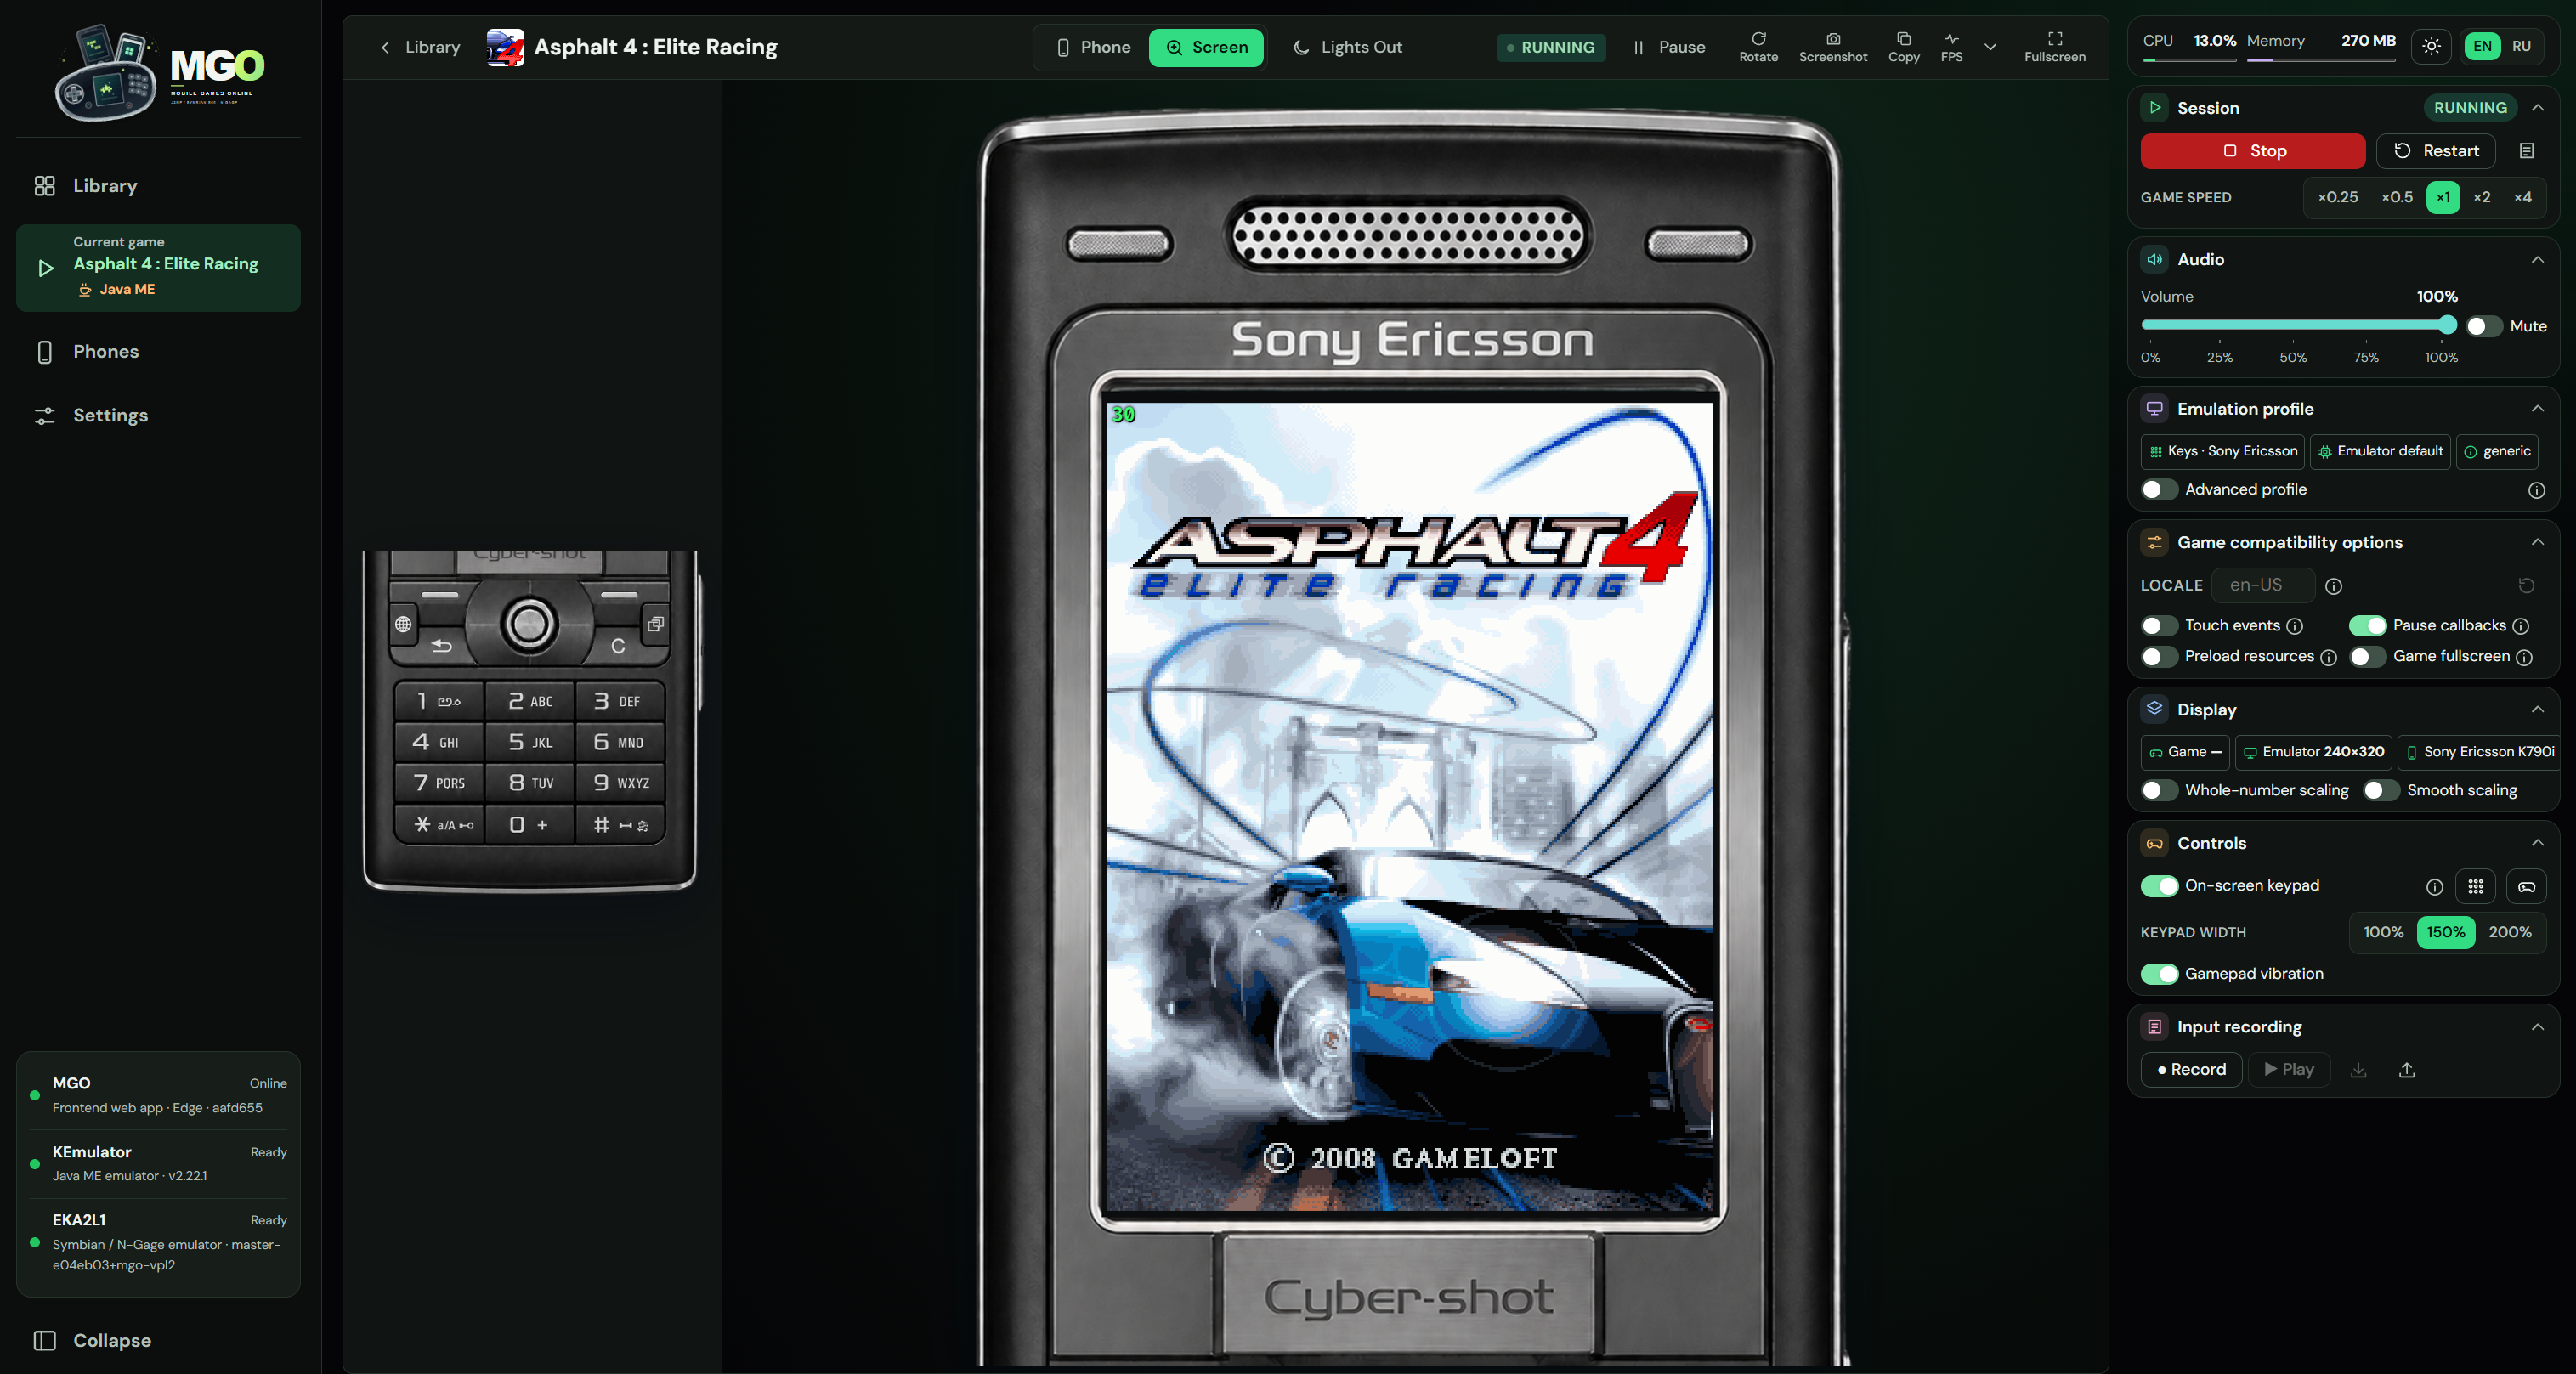 MGO
MOBILE GAMES ONLINE
Library
Current game
Asphalt 4 : Elite Racing
Java ME
Phones
Settings
MGO Online
Frontend web app · Edge · aafd655
KEmulator Ready
Java ME emulator · v2.22.1
EKA2L1 Ready
Symbian / N-Gage emulator · master-
e04eb03+mgo-vpl2
Collapse
Library
Asphalt 4 : Elite Racing
Phone
Screen
Lights Out
RUNNING
Pause
Rotate
Screenshot
Copy
FPS
Fullscreen
Cyber-shot
C
1
2 ABC
3 DEF
4 GHI
5 JKL
6 MNO
7 PQRS
8 TUV
9 WXYZ
* a/A
0 +
#
Sony Ericsson
30
ASPHALT 4
elite racing
© 2008 GAMELOFT
Cyber-shot
CPU 13.0% Memory 270 MB
EN RU
Session RUNNING
Stop Restart
GAME SPEED ×0.25 ×0.5 ×1 ×2 ×4
Audio
Volume 100%
Mute
0% 25% 50% 75% 100%
Emulation profile
Keys · Sony Ericsson Emulator default generic
Advanced profile
Game compatibility options
LOCALE en-US
Touch events Pause callbacks
Preload resources Game fullscreen
Display
Game — Emulator 240×320 Sony Ericsson K790i
Whole-number scaling Smooth scaling
Controls
On-screen keypad
KEYPAD WIDTH 100% 150% 200%
Gamepad vibration
Input recording
Record Play